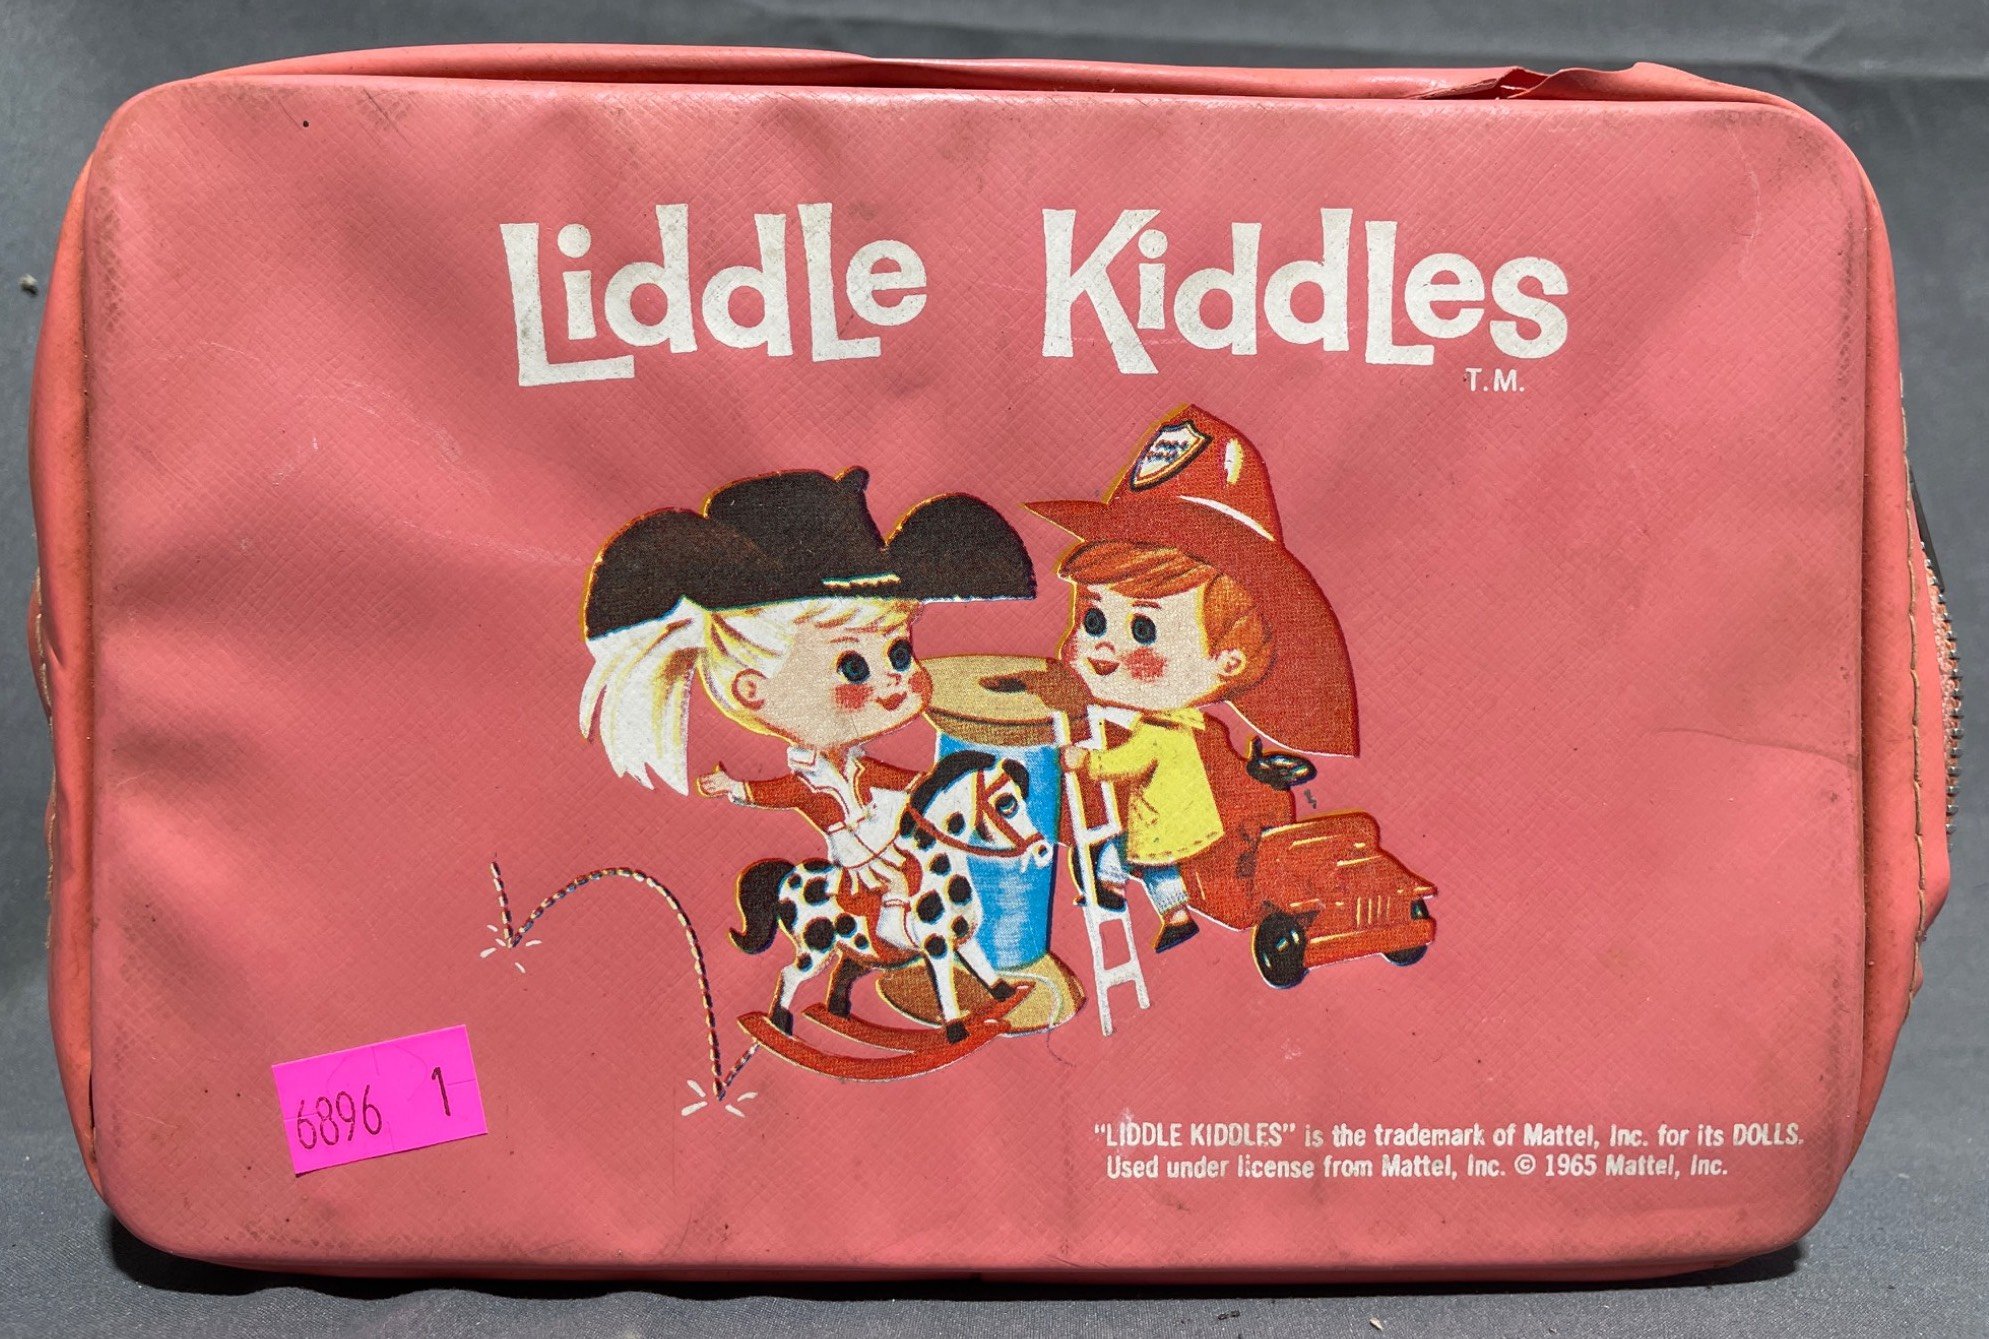 Liddle Kiddles
T.M.
6896 1
"LIDDLE KIDDLES" is the trademark of Mattel, Inc. for its DOLLS.
Used under license from Mattel, Inc. © 1965 Mattel, Inc.